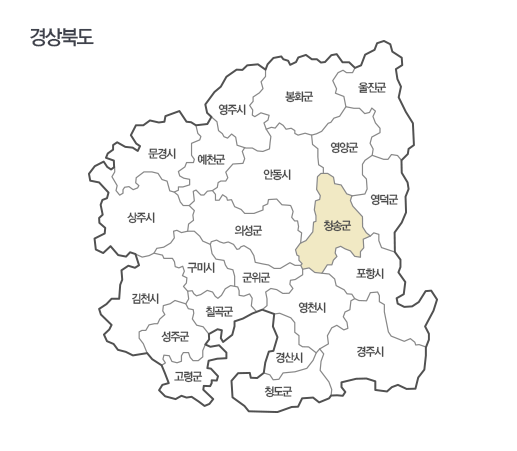 경상북도
울진군
봉화군
영주시
영양군
문경시
예천군
안동시
영덕군
상주시
청송군
의성군
구미시
포항시
군위군
김천시
영천시
칠곡군
성주군
경주시
경산시
고령군
청도군